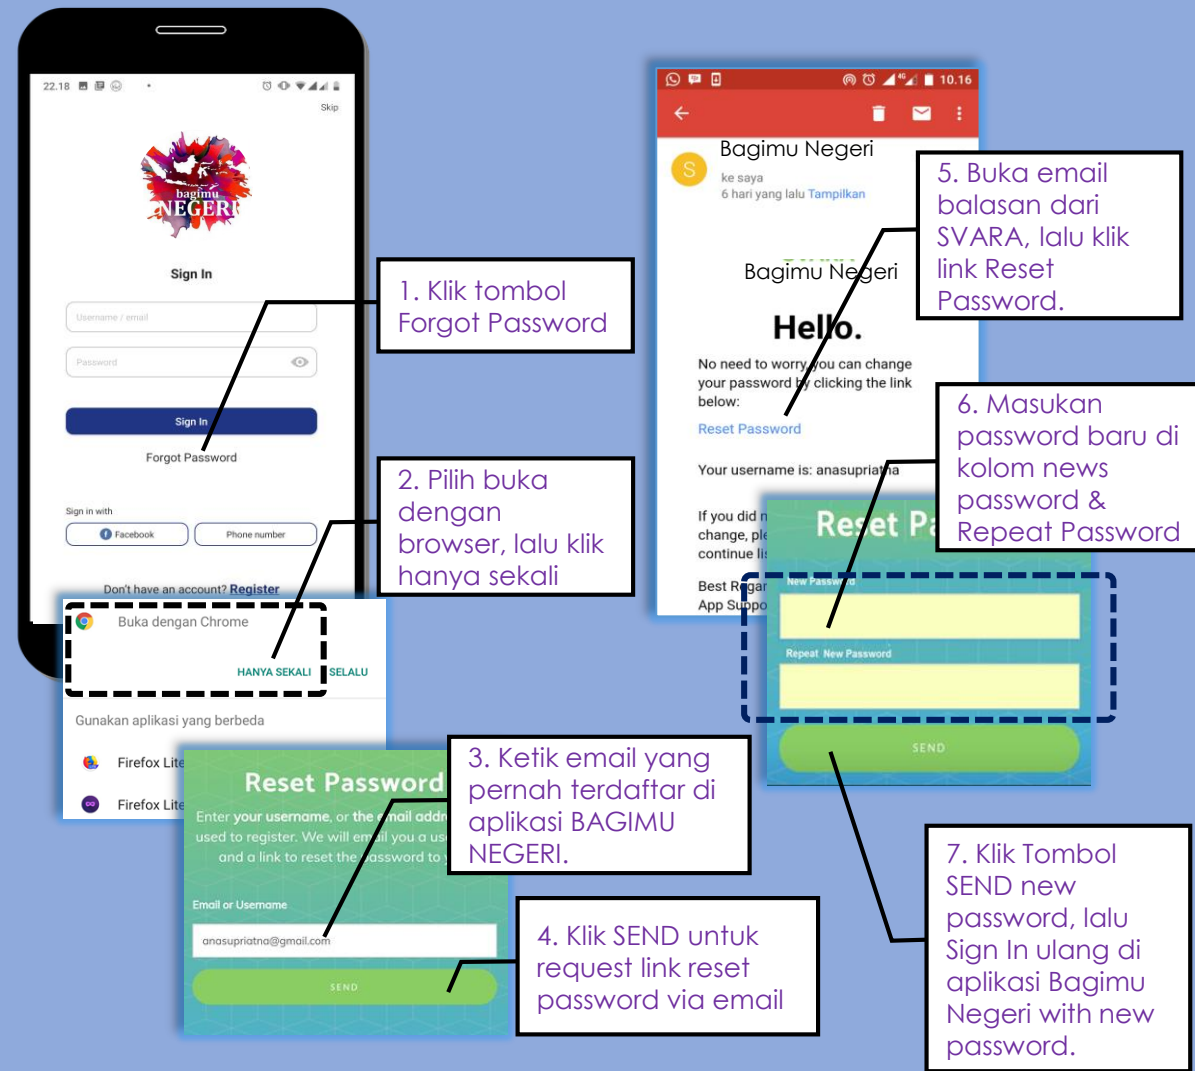 22.18
Skip
bagimu
NEGERI
Sign In
Username / email
Password
Sign In
Forgot Password
Sign in with
Facebook
Phone number
Don't have an account? Register
1. Klik tombol
Forgot Password
2. Pilih buka
dengan
browser, lalu klik
hanya sekali
Buka dengan Chrome
HANYA SEKALI
SELALU
Gunakan aplikasi yang berbeda
Firefox Lite
Firefox Lite
Reset Password
Enter your username, or the email addr
used to register. We will email you a us
and a link to reset the password to
Email or Username
anasupriatna@gmail.com
SEND
3. Ketik email yang
pernah terdaftar di
aplikasi BAGIMU
NEGERI.
4. Klik SEND untuk
request link reset
password via email
4G
10.16
S
Bagimu Negeri
ke saya
6 hari yang lalu Tampilkan
Bagimu Negeri
Hello.
No need to worry, you can change
your password by clicking the link
below:
Reset Password
Your username is: anasupriatna
If you did n
change, ple
continue lis
Best Regar
App Suppo
5. Buka email
balasan dari
SVARA, lalu klik
link Reset
Password.
6. Masukan
password baru di
kolom news
password &
Repeat Password
Reset Pa
New Password
Repeat New Password
SEND
7. Klik Tombol
SEND new
password, lalu
Sign In ulang di
aplikasi Bagimu
Negeri with new
password.